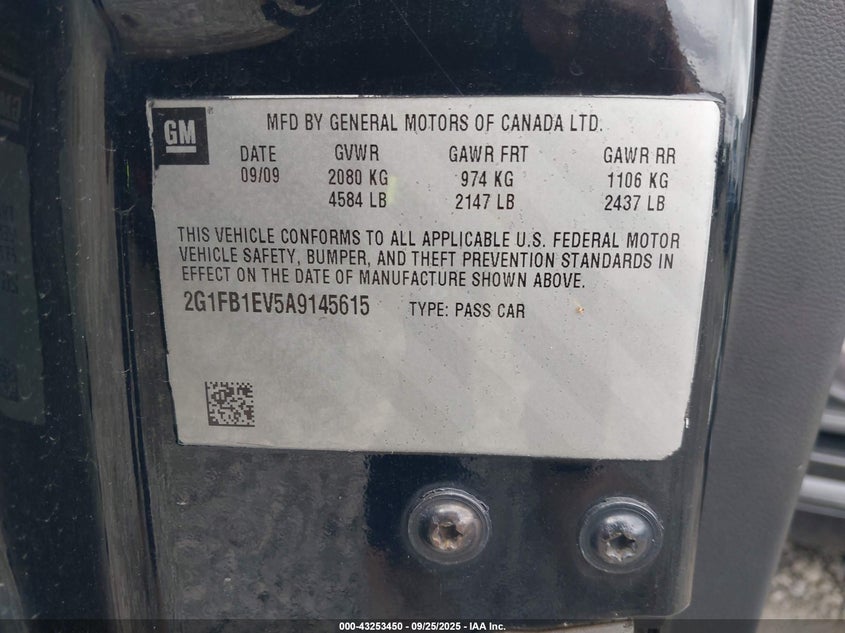 GM
MFD BY GENERAL MOTORS OF CANADA LTD.
DATE GVWR GAWR FRT GAWR RR
09/09 2080 KG 974 KG 1106 KG
4584 LB 2147 LB 2437 LB
THIS VEHICLE CONFORMS TO ALL APPLICABLE U.S. FEDERAL MOTOR
VEHICLE SAFETY, BUMPER, AND THEFT PREVENTION STANDARDS IN
EFFECT ON THE DATE OF MANUFACTURE SHOWN ABOVE.
2G1FB1EV5A9145615 TYPE: PASS CAR
000-43253450 - 09/25/2025 - IAA Inc.